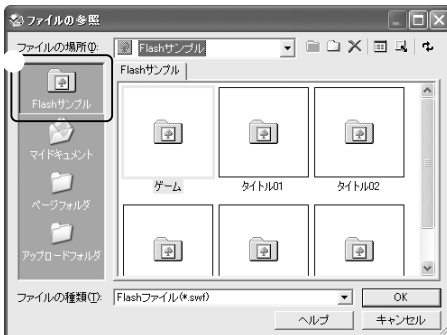 ファイルの参照
ファイルの場所(I):
Flashサンプル
Flashサンプル
Flashサンプル
マイドキュメント
ページフォルダ
アップロードフォルダ
ゲーム
タイトル01
タイトル02
ファイルの種類(T):
Flashファイル(*.swf)
OK
ヘルプ
キャンセル